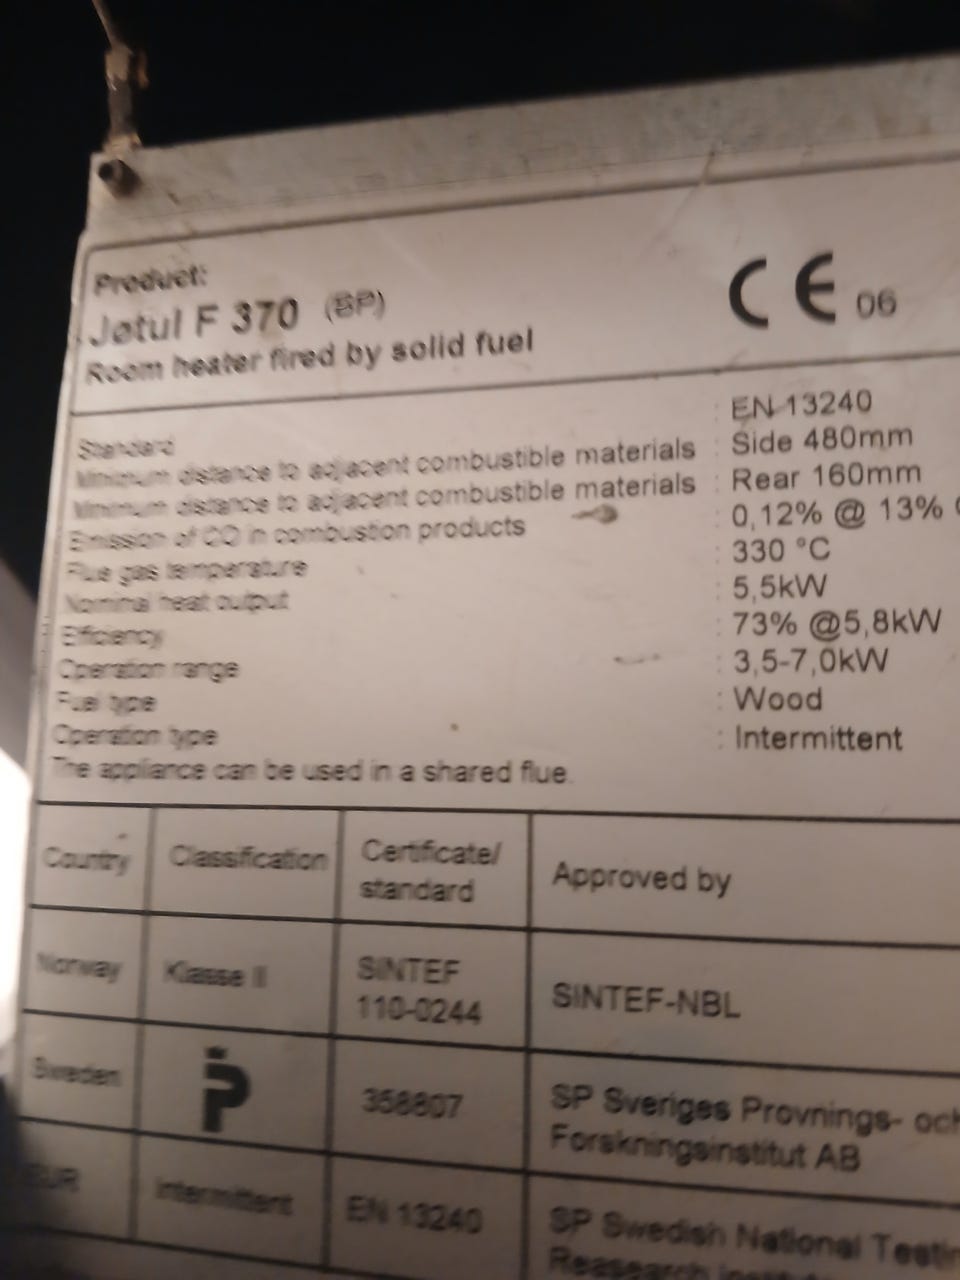 Product:
Jøtul F 370 (BP)
Room heater fired by solid fuel
CE 06
Standard : EN 13240
Minimum distance to adjacent combustible materials : Side 480mm
Minimum distance to adjacent combustible materials : Rear 160mm
Emission of CO in combustion products : 0,12% @ 13%
Flue gas temperature : 330 °C
Nominal heat output : 5,5kW
Efficiency : 73% @5,8kW
Operation range : 3,5-7,0kW
Fuel type : Wood
Operation type : Intermittent
The appliance can be used in a shared flue.
Country Classification Certificate/ standard Approved by
Norway Klasse II SINTEF 110-0244 SINTEF-NBL
Sweden P 358807 SP Sveriges Provnings- och
Forskningsinstitut AB
EUR Intermittent EN 13240 SP Swedish National Testin
Reasearch